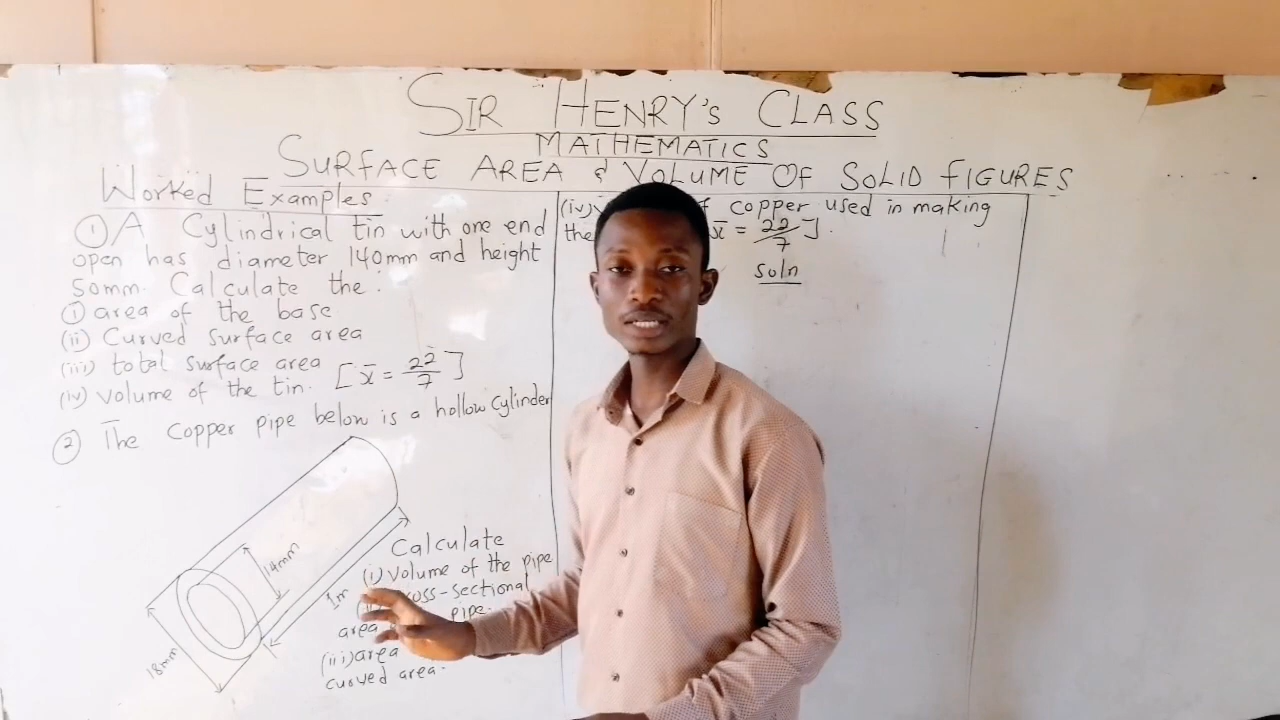 SIR HENRY's CLASS
MATHEMATICS
SURFACE AREA & VOLUME OF SOLID FIGURES
Worked Examples
① A Cylindrical tin with one end
open has diameter 140mm and height
50mm. Calculate the:
① area of the base
(ii) Curved surface area
(iii) total surface area
(iv) volume of the tin. [π = 22/7]
② The Copper pipe below is a hollow cylinder
14mm
1m
18mm
Calculate
(i) Volume of the pipe
cross-sectional
area pipe.
(iii) area
curved area.
(iv) of copper used in making
the π = 22/7].
soln